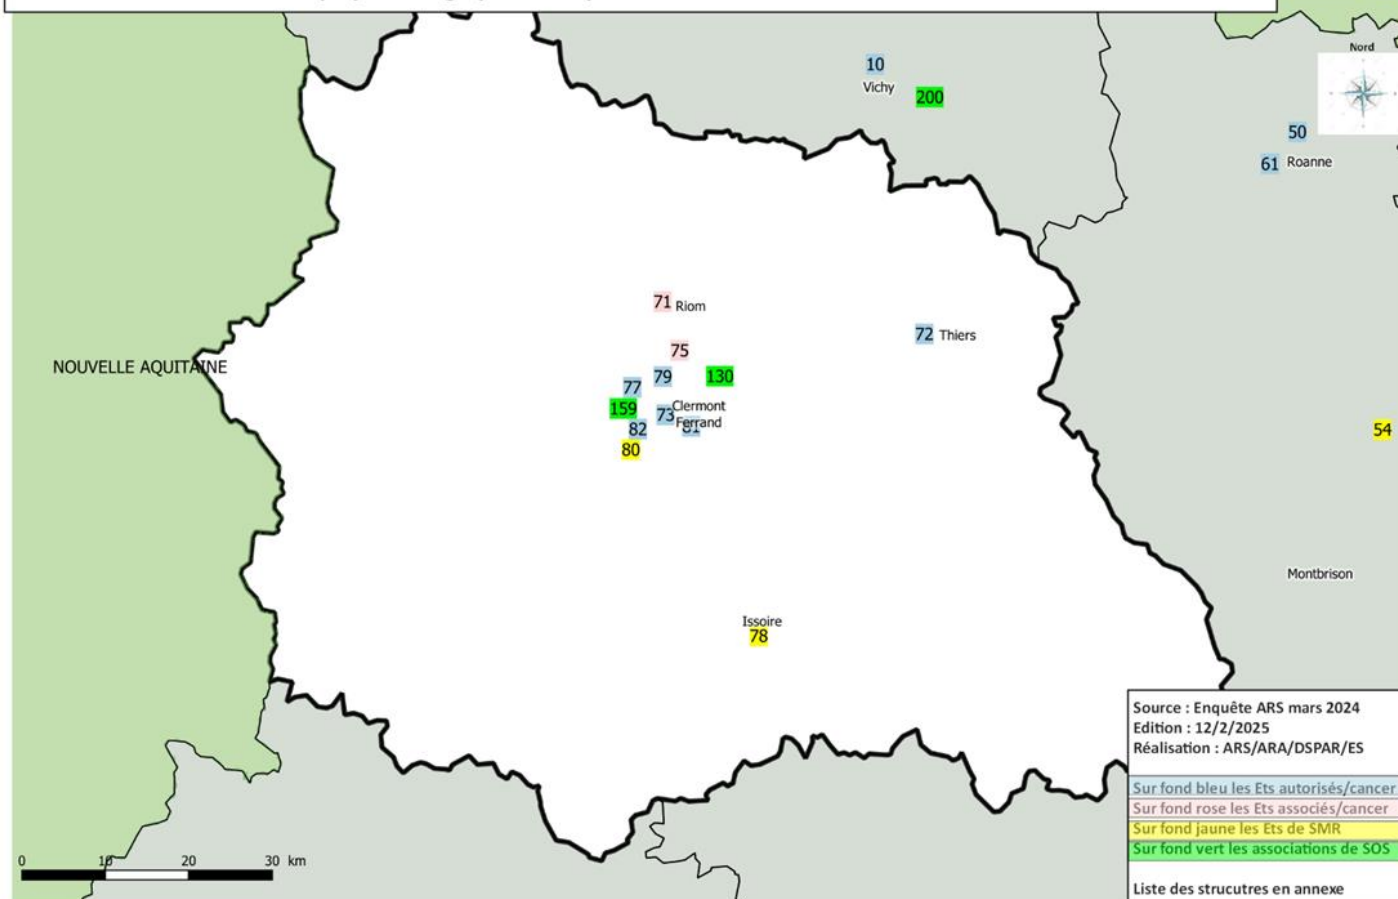 Nord
10
Vichy
200
50
61 Roanne
71 Riom
72 Thiers
75
NOUVELLE AQUITAINE
79
130
77
159
Clermont
73
Ferrand
82
81
80
54
Montbrison
Issoire
78
Source : Enquête ARS mars 2024
Edition : 12/2/2025
Réalisation : ARS/ARA/DSPAR/ES
Sur fond bleu les Ets autorisés/cancer
Sur fond rose les Ets associés/cancer
Sur fond jaune les Ets de SMR
Sur fond vert les associations de SOS
Liste des strucutres en annexe
0 10 20 30 km